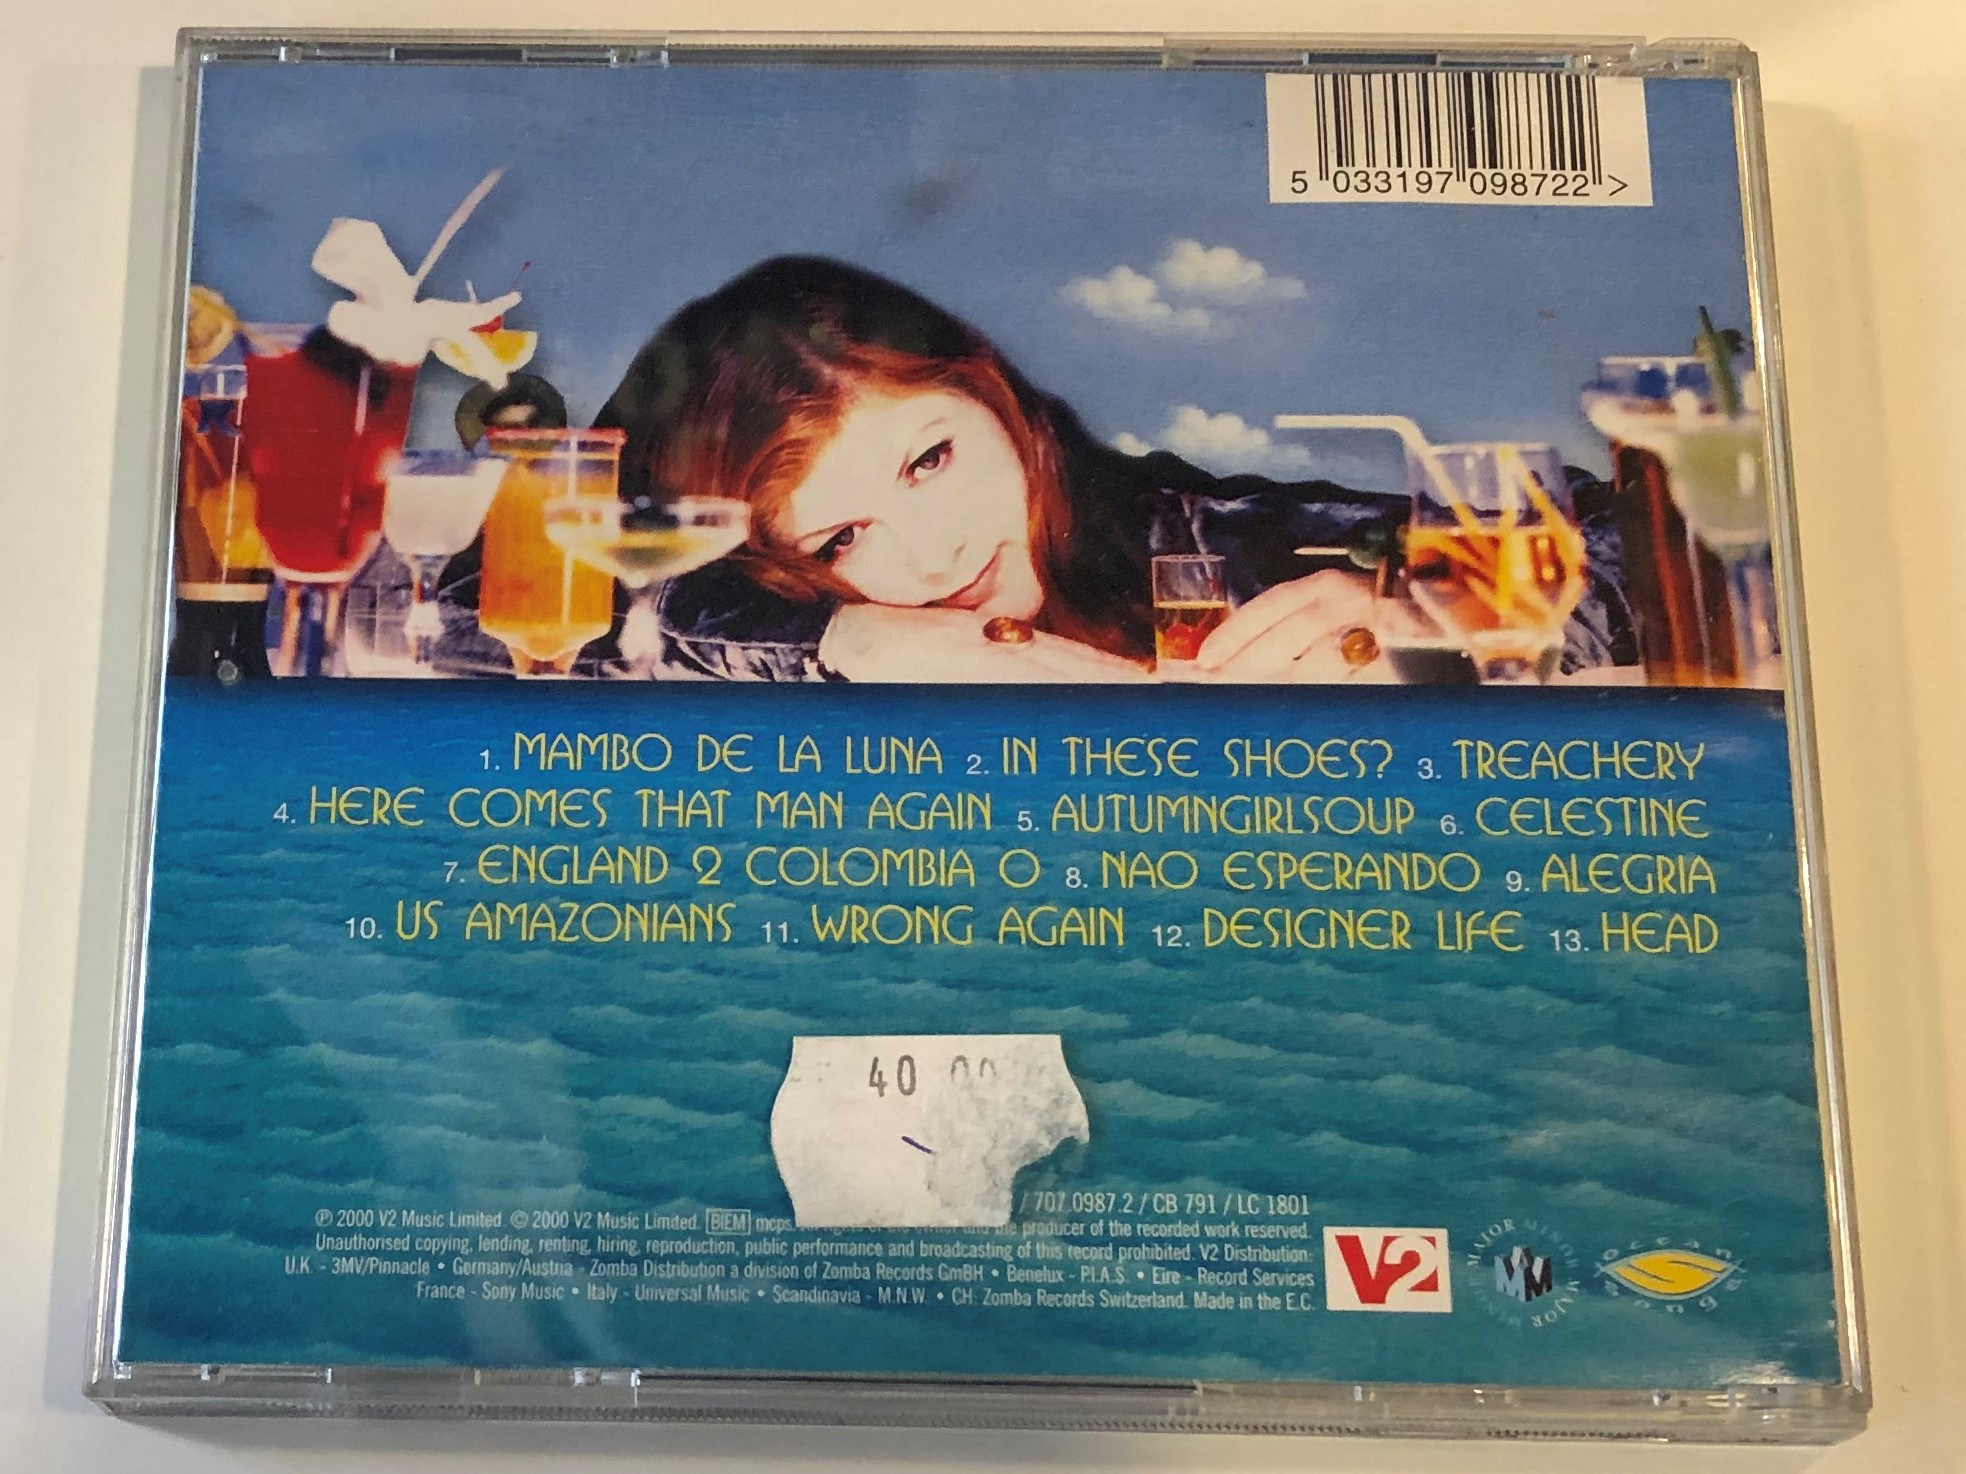 5 033197 098722 >
1. MAMBO DE LA LUNA 2. IN THESE SHOES? 3. TREACHERY
4. HERE COMES THAT MAN AGAIN 5. AUTUMNGIRLSOUP 6. CELESTINE
7. ENGLAND 2 COLOMBIA O 8. NAO ESPERANDO 9. ALEGRIA
10. US AMAZONIANS 11. WRONG AGAIN 12. DESIGNER LIFE 13. HEAD
40 00
/ 707.0987.2 / CB 791 / LC 1801
℗ 2000 V2 Music Limited. © 2000 V2 Music Limited. BIEM mcps. producer of the recorded work reserved.
Unauthorised copying, lending, renting, hiring, reproduction, public performance and broadcasting of this record prohibited. V2 Distribution:
U.K. - 3MV/Pinnacle • Germany/Austria - Zomba Distribution a division of Zomba Records GmBH • Benelux - P.I.A.S. • Eire - Record Services
France - Sony Music • Italy - Universal Music • Scandinavia - M.N.W. • CH: Zomba Records Switzerland. Made in the E.C.
V2
MAJOR MINOR MAJOR MINOR
MM